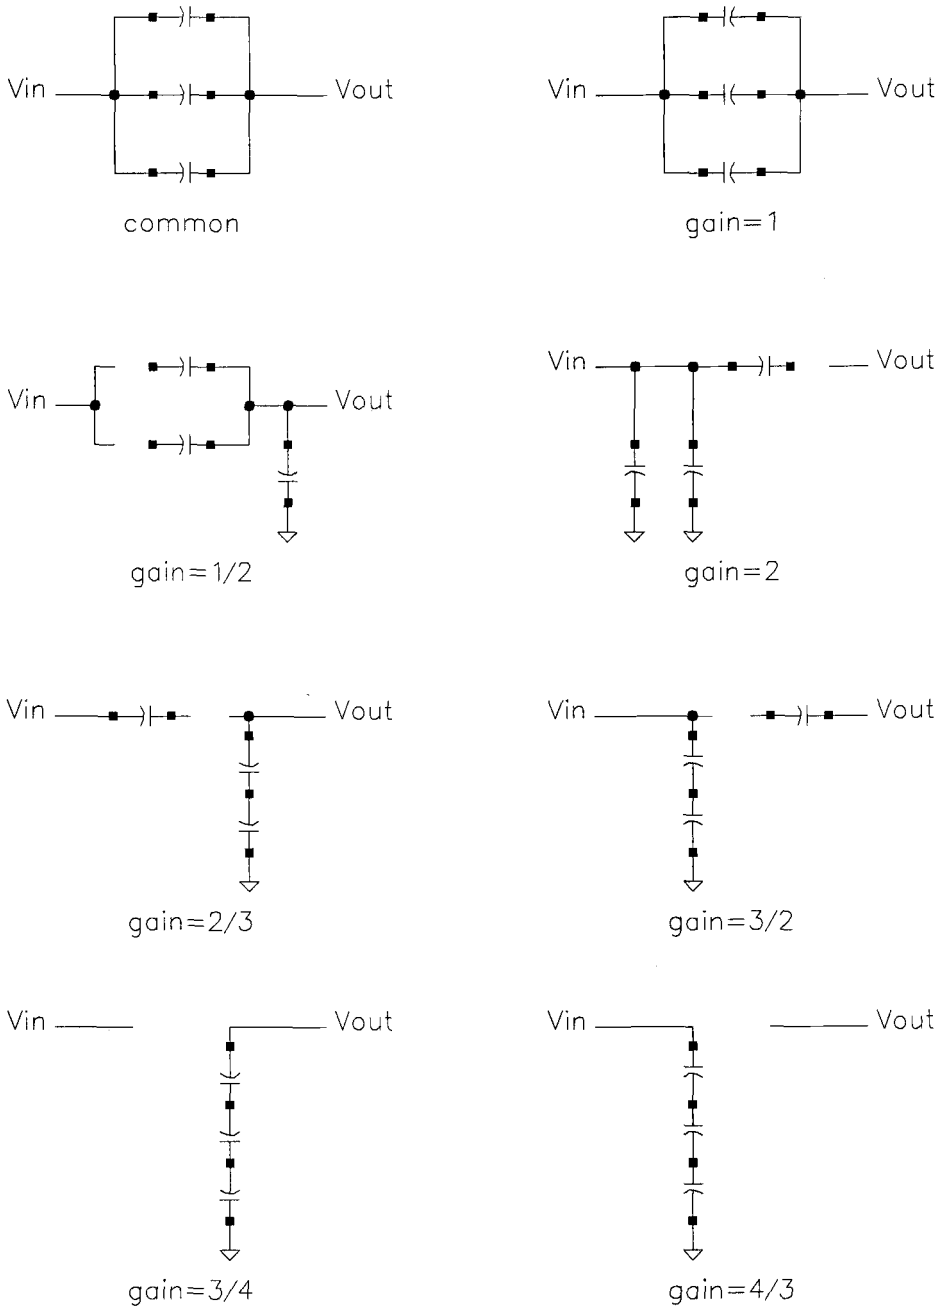 Vin Vout Vin Vout
common gain=1
Vin Vout Vin Vout
gain=1/2 gain=2
Vin Vout Vin Vout
gain=2/3 gain=3/2
Vin Vout Vin Vout
gain=3/4 gain=4/3